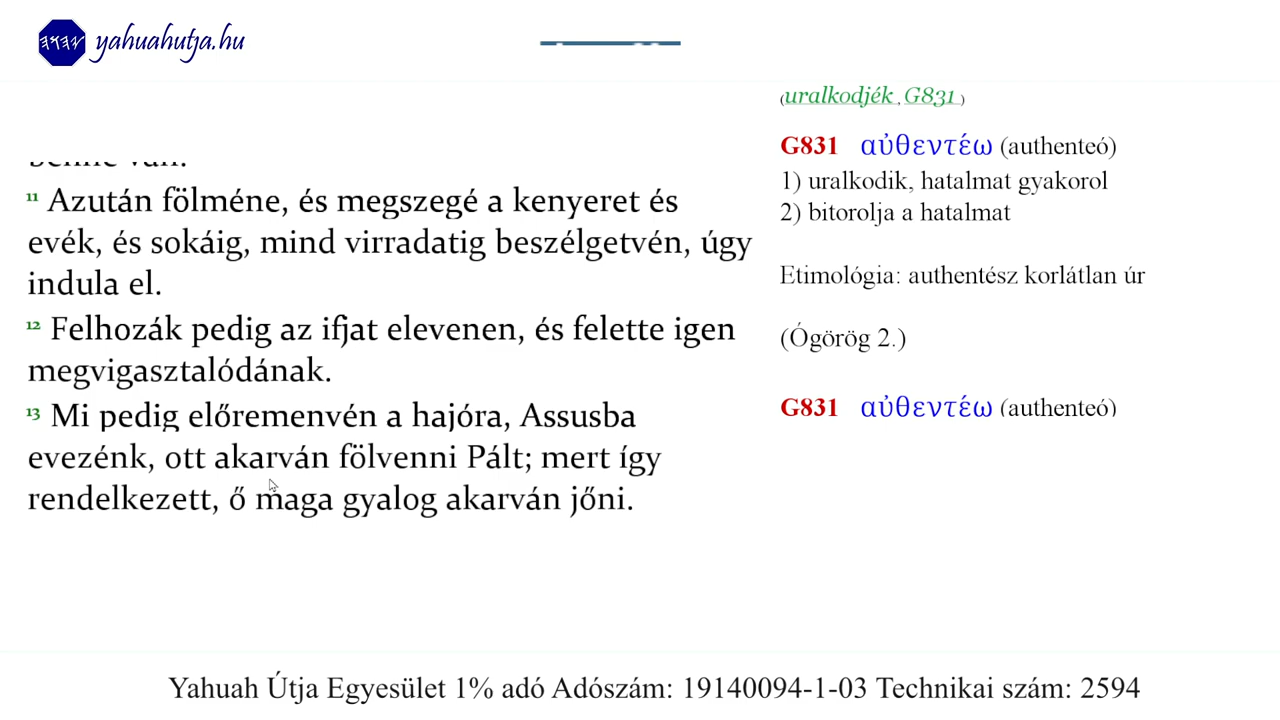 yahuahutja.hu
11 Azután fölméne, és megszegé a kenyeret és
evék, és sokáig, mind virradatig beszélgetvén, úgy
indula el.
12 Felhozák pedig az ifjat elevenen, és felette igen
megvigasztalódának.
13 Mi pedig előremenvén a hajóra, Assusba
evezénk, ott akarván fölvenni Pált; mert így
rendelkezett, ő maga gyalog akarván jőni.
(uralkodjék , G831 )
G831 αὐθεντέω (authenteó)
1) uralkodik, hatalmat gyakorol
2) bitorolja a hatalmat
Etimológia: authentész korlátlan úr
(Ógörög 2.)
G831 αὐθεντέω (authenteó)
Yahuah Útja Egyesület 1% adó Adószám: 19140094-1-03 Technikai szám: 2594